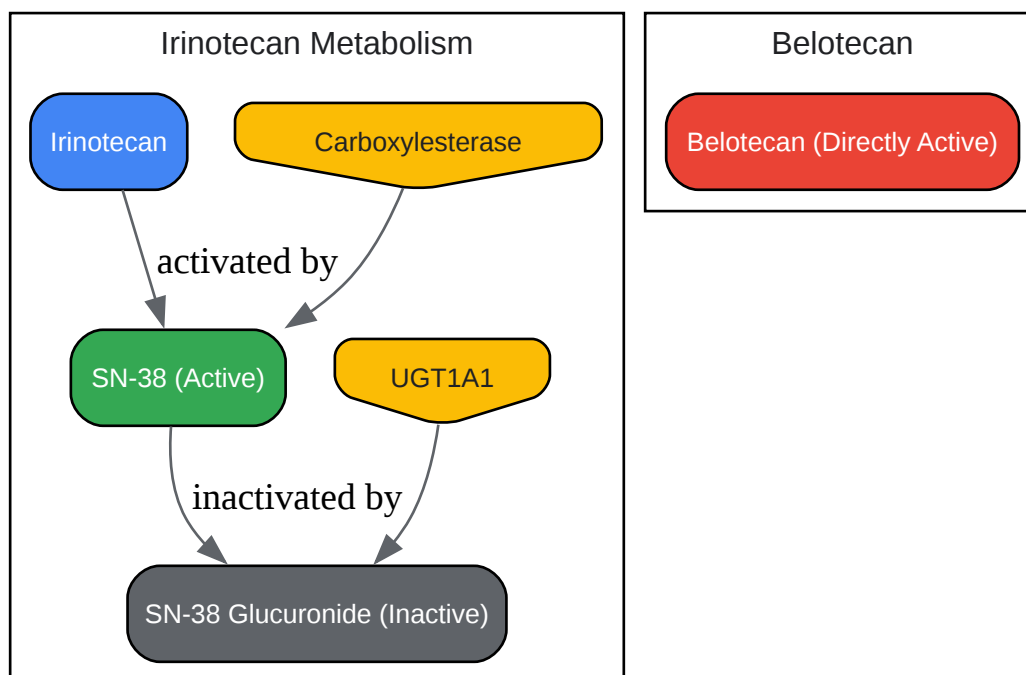 Irinotecan Metabolism
Irinotecan
Carboxylesterase
activated by
SN-38 (Active)
UGT1A1
inactivated by
SN-38 Glucuronide (Inactive)
Belotecan
Belotecan (Directly Active)